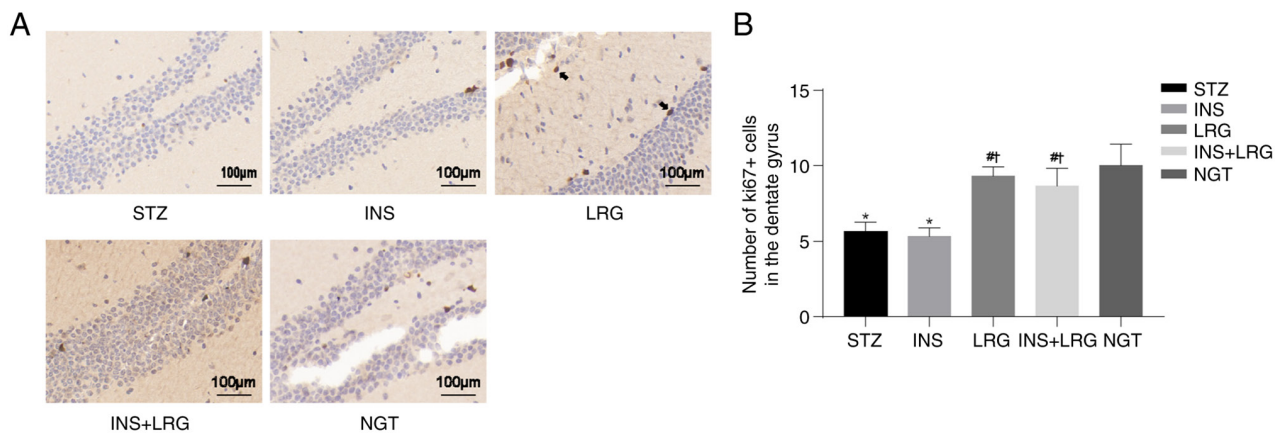 A
100µm
100µm
100µm
STZ
INS
LRG
100µm
100µm
INS+LRG
NGT
B
Number of ki67+ cells
in the dentate gyrus
15
10
5
0
*
*
#†
#†
STZ
INS
LRG
INS+LRG
NGT
STZ
INS
LRG
INS+LRG
NGT